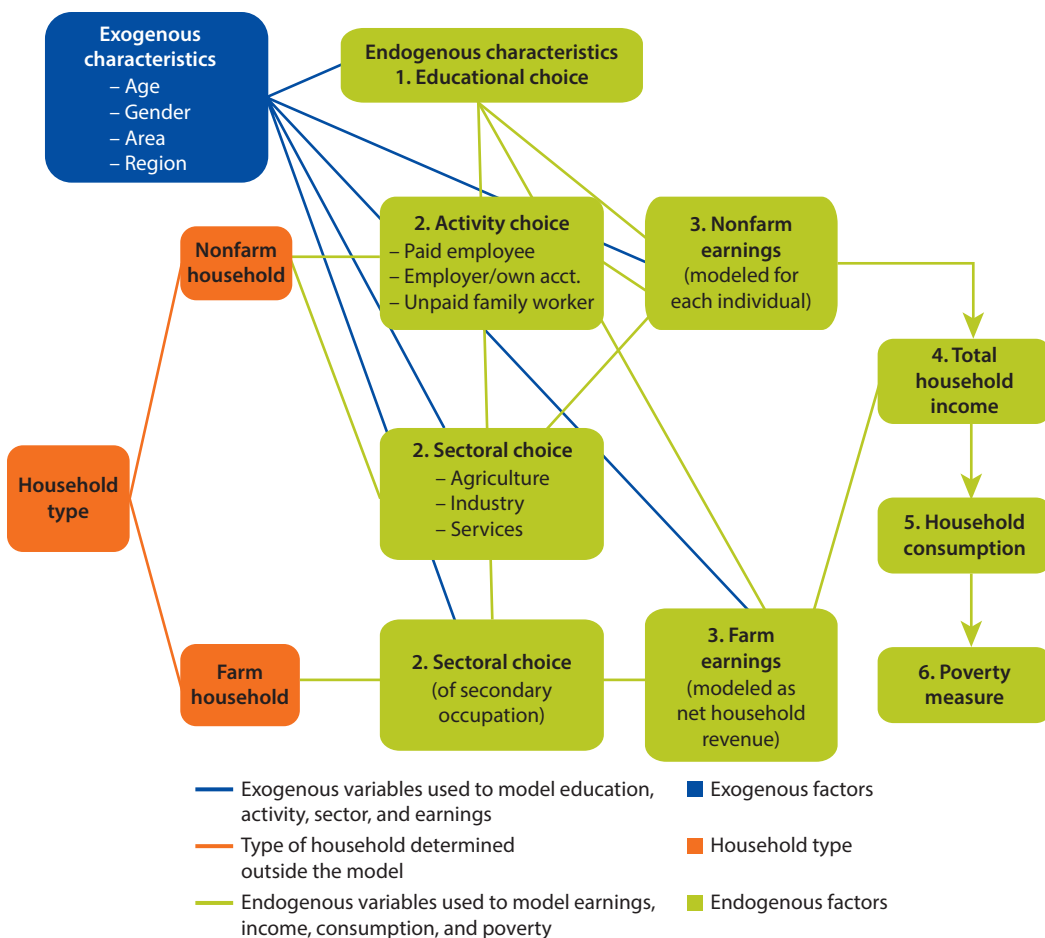 Exogenous
characteristics
– Age
– Gender
– Area
– Region
Endogenous characteristics
1. Educational choice
Nonfarm
household
2. Activity choice
– Paid employee
– Employer/own acct.
– Unpaid family worker
3. Nonfarm
earnings
(modeled for
each individual)
4. Total
household
income
Household
type
2. Sectoral choice
– Agriculture
– Industry
– Services
5. Household
consumption
Farm
household
2. Sectoral choice
(of secondary
occupation)
3. Farm
earnings
(modeled as
net household
revenue)
6. Poverty
measure
Exogenous variables used to model education,
activity, sector, and earnings
Exogenous factors
Type of household determined
outside the model
Household type
Endogenous variables used to model earnings,
income, consumption, and poverty
Endogenous factors